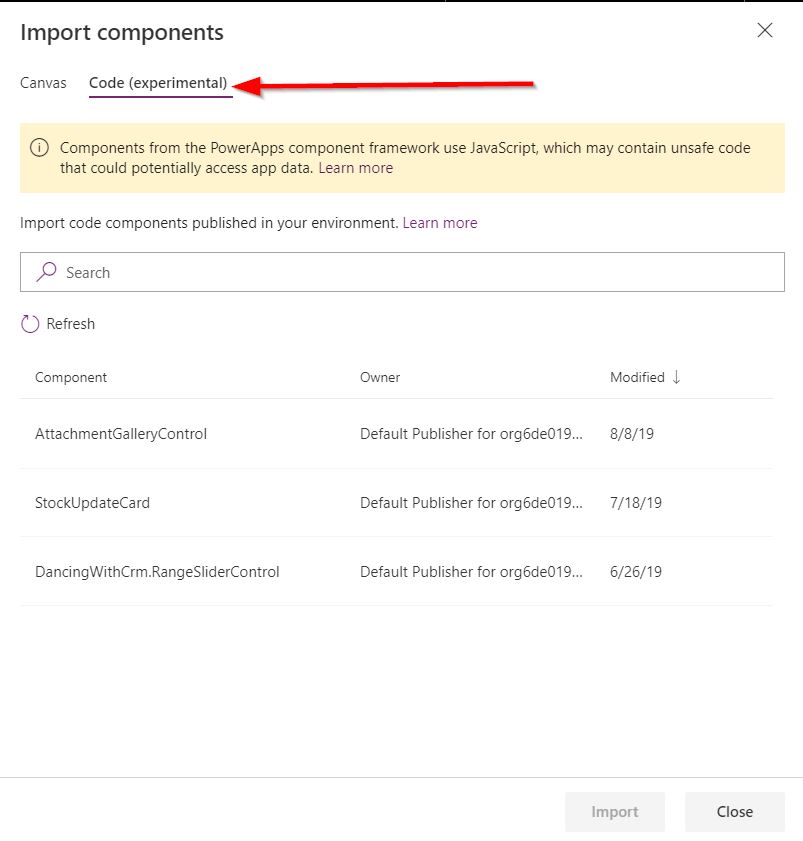 Import components
Canvas Code (experimental)
Components from the PowerApps component framework use JavaScript, which may contain unsafe code
that could potentially access app data. Learn more
Import code components published in your environment. Learn more
Search
Refresh
Component Owner Modified ↓
AttachmentGalleryControl Default Publisher for org6de019... 8/8/19
StockUpdateCard Default Publisher for org6de019... 7/18/19
DancingWithCrm.RangeSliderControl Default Publisher for org6de019... 6/26/19
Import Close